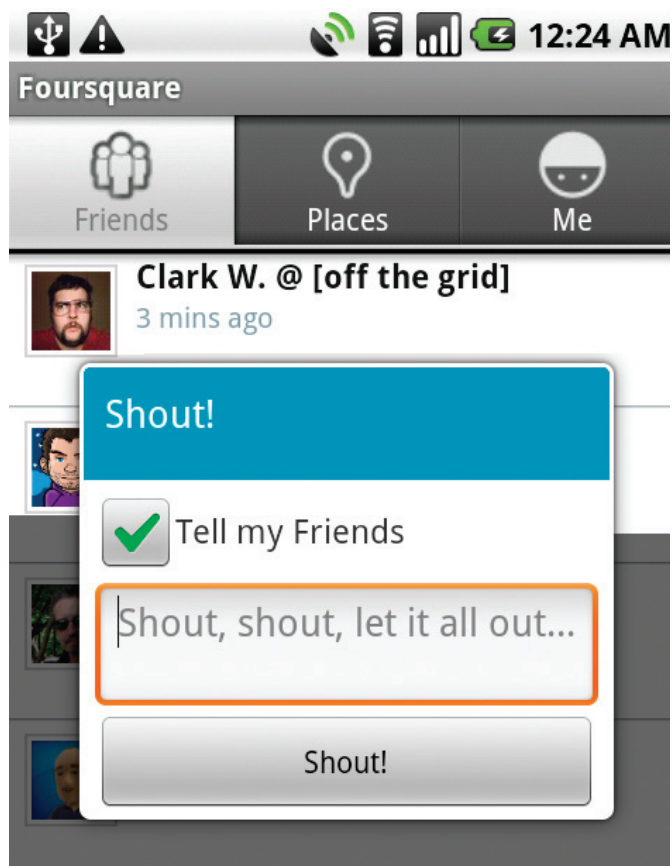 12:24 AM
Foursquare
Friends
Places
Me
Clark W. @ [off the grid]
3 mins ago
Shout!
Tell my Friends
Shout, shout, let it all out...
Shout!